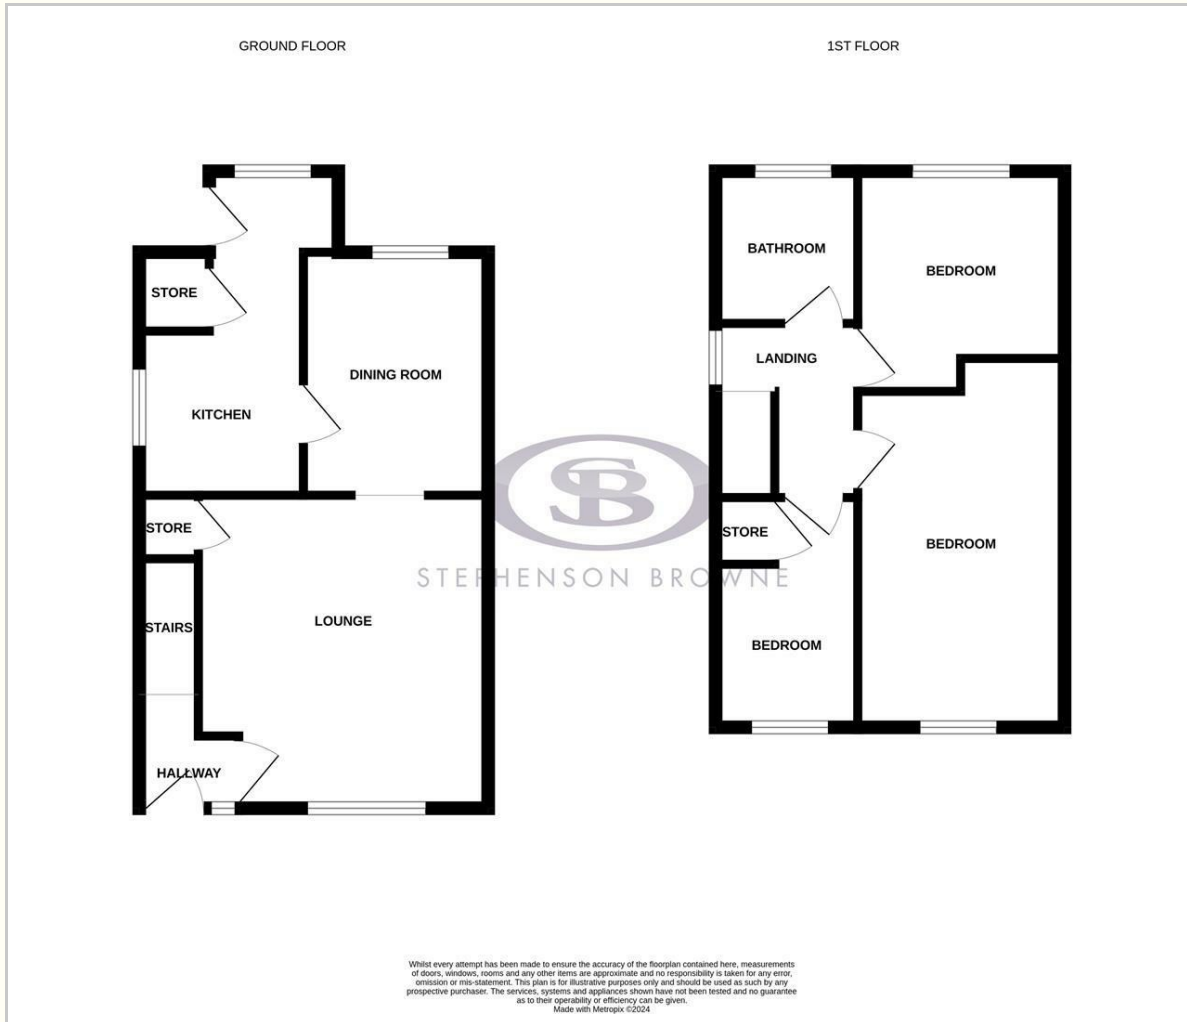 GROUND FLOOR
1ST FLOOR
STORE
KITCHEN
DINING ROOM
STORE
STAIRS
LOUNGE
HALLWAY
BATHROOM
BEDROOM
LANDING
STORE
BEDROOM
BEDROOM
SB
STEPHENSON BROWNE
Whilst every attempt has been made to ensure the accuracy of the floorplan contained here, measurements
of doors, windows, rooms and any other items are approximate and no responsibility is taken for any error,
omission or mis-statement. This plan is for illustrative purposes only and should be used as such by any
prospective purchaser. The services, systems and appliances shown have not been tested and no guarantee
as to their operability or efficiency can be given.
Made with Metropix ©2024